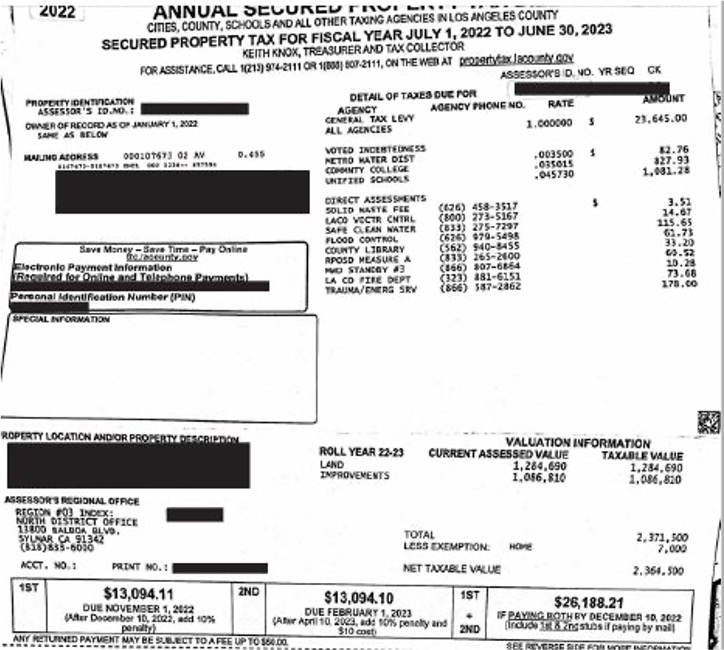 2022
ANNUAL SECURED PROPERTY TAX
CITIES, COUNTY, SCHOOLS AND ALL OTHER TAXING AGENCIES IN LOS ANGELES COUNTY
SECURED PROPERTY TAX FOR FISCAL YEAR JULY 1, 2022 TO JUNE 30, 2023
KEITH KNOX, TREASURER AND TAX COLLECTOR
FOR ASSISTANCE, CALL 1(213) 974-2111 OR 1(888) 807-2111, ON THE WEB AT propertytax.lacounty.gov
ASSESSOR'S ID. NO. YR SEQ CK
PROPERTY IDENTIFICATION
ASSESSOR'S ID.NO.:
OWNER OF RECORD AS OF JANUARY 1, 2022
SAME AS BELOW
MAILING ADDRESS 000107673 02 AV 0.455
DETAIL OF TAXES DUE FOR
AGENCY AGENCY PHONE NO. RATE AMOUNT
GENERAL TAX LEVY
ALL AGENCIES 1.000000 $ 23,645.00
VOTED INDEBTEDNESS $
METRO WATER DIST .003500 82.76
COMMNTY COLLEGE .035015 827.93
UNIFIED SCHOOLS .045730 1,081.28
DIRECT ASSESSMENTS $
SOLID WASTE FEE (626) 458-3517 3.51
LACO VECTR CNTRL (800) 273-5167 14.67
SAFE CLEAN WATER (833) 275-7297 115.65
FLOOD CONTROL (626) 979-5498 61.73
COUNTY LIBRARY (562) 940-8455 33.20
RPOSD MEASURE A (833) 265-2600 60.52
MWD STANDBY #3 (866) 807-6864 10.28
LA CO FIRE DEPT (323) 881-6151 73.68
TRAUMA/EMERG SRV (866) 587-2862 178.00
Save Money – Save Time – Pay Online
ttc.lacounty.gov
Electronic Payment Information
(Required for Online and Telephone Payments)
Personal Identification Number (PIN)
SPECIAL INFORMATION
ROPERTY LOCATION AND/OR PROPERTY DESCRIPTION
VALUATION INFORMATION
ROLL YEAR 22-23 CURRENT ASSESSED VALUE TAXABLE VALUE
LAND 1,284,690 1,284,690
IMPROVEMENTS 1,086,810 1,086,810
ASSESSOR'S REGIONAL OFFICE
REGION #03 INDEX:
NORTH DISTRICT OFFICE
13800 BALBOA BLVD.
SYLMAR CA 91342
(818)833-6000
ACCT. NO.: PRINT NO.:
TOTAL 2,371,500
LESS EXEMPTION: HOME 7,000
NET TAXABLE VALUE 2,364,500
1ST
$13,094.11
DUE NOVEMBER 1, 2022
(After December 10, 2022, add 10%
penalty)
2ND
$13,094.10
DUE FEBRUARY 1, 2023
(After April 10, 2023, add 10% penalty and
$10 cost)
1ST
+
2ND
$26,188.21
IF PAYING BOTH BY DECEMBER 10, 2022
(Include 1st & 2nd stubs if paying by mail)
ANY RETURNED PAYMENT MAY BE SUBJECT TO A FEE UP TO $50.00.
SEE REVERSE SIDE FOR MORE INFORMATION